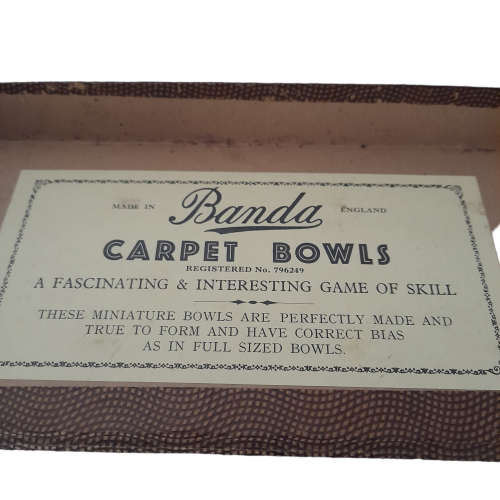 MADE IN Banda ENGLAND
CARPET BOWLS
REGISTERED No. 796249
A FASCINATING & INTERESTING GAME OF SKILL
THESE MINIATURE BOWLS ARE PERFECTLY MADE AND
TRUE TO FORM AND HAVE CORRECT BIAS
AS IN FULL SIZED BOWLS.